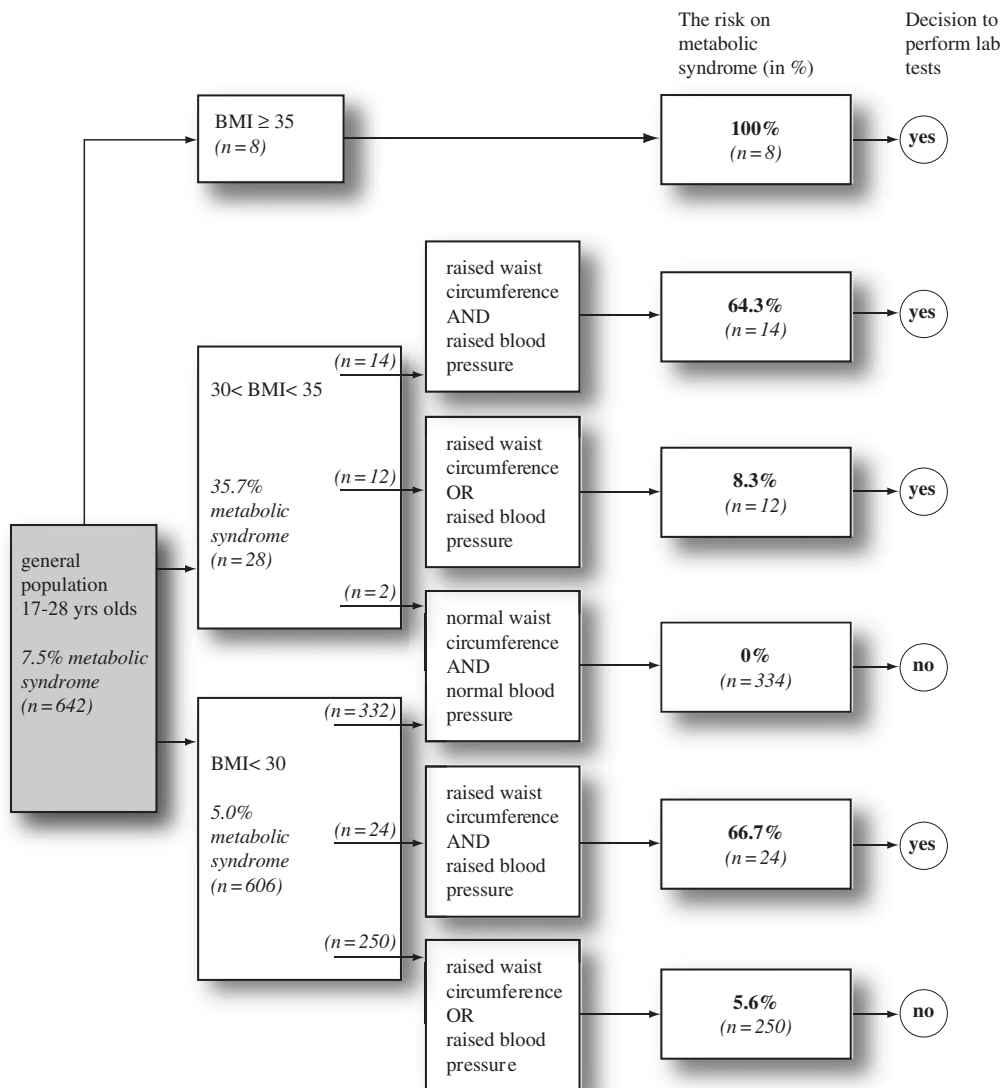 The risk on
metabolic
syndrome (in %)
Decision to
perform lab
tests
BMI ≥ 35
(n=8)
100%
(n=8)
yes
raised waist
circumference
AND
raised blood
pressure
64.3%
(n=14)
yes
(n=14)
30< BMI< 35
35.7%
metabolic
syndrome
(n=28)
(n=12)
raised waist
circumference
OR
raised blood
pressure
8.3%
(n=12)
yes
(n=2)
normal waist
circumference
AND
normal blood
pressure
0%
(n=334)
no
general
population
17-28 yrs olds
7.5% metabolic
syndrome
(n=642)
(n=332)
BMI< 30
5.0%
metabolic
syndrome
(n=606)
(n=24)
raised waist
circumference
AND
raised blood
pressure
66.7%
(n=24)
yes
(n=250)
raised waist
circumference
OR
raised blood
pressure
5.6%
(n=250)
no